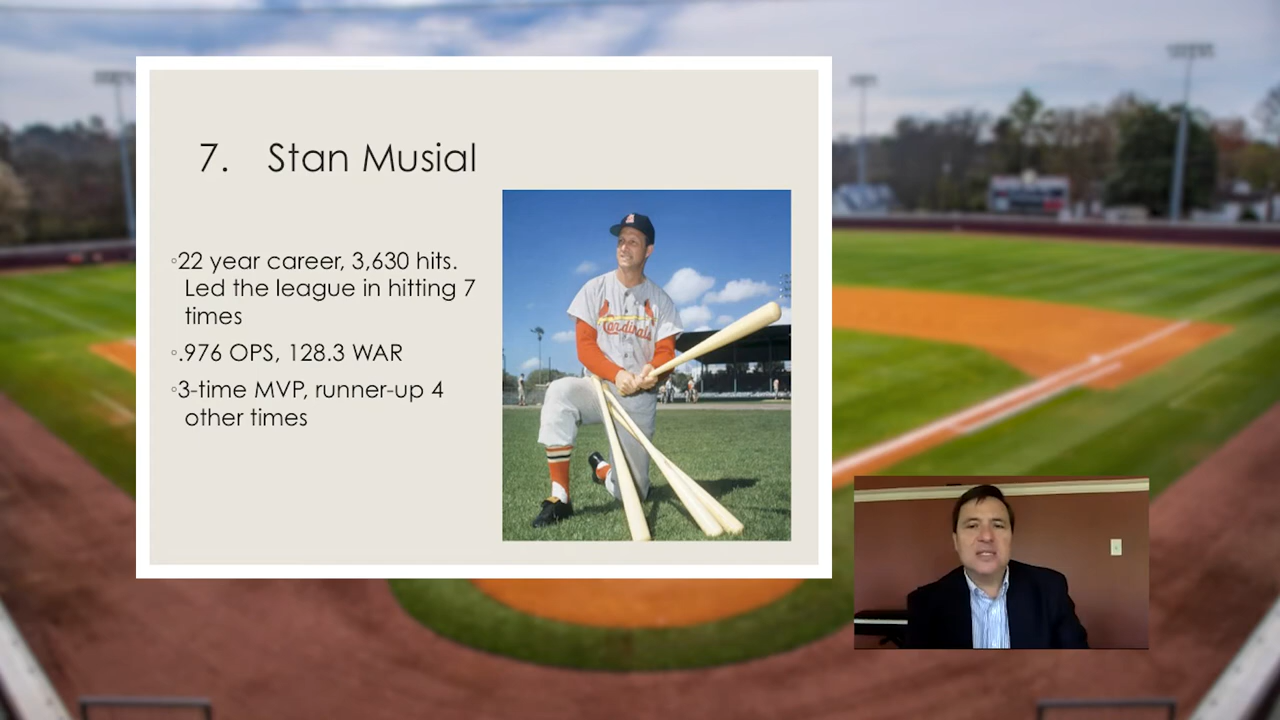 7. Stan Musial
◦22 year career, 3,630 hits.
Led the league in hitting 7
times
◦.976 OPS, 128.3 WAR
◦3-time MVP, runner-up 4
other times
Cardinals